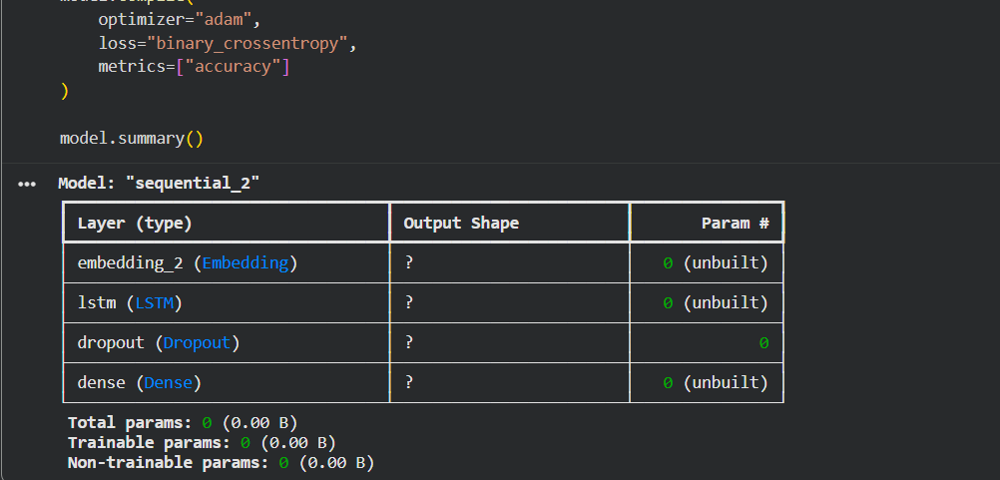 optimizer="adam",
loss="binary_crossentropy",
metrics=["accuracy"]
)
model.summary()
Model: "sequential_2"
Layer (type) Output Shape Param #
embedding_2 (Embedding) ? 0 (unbuilt)
lstm (LSTM) ? 0 (unbuilt)
dropout (Dropout) ? 0
dense (Dense) ? 0 (unbuilt)
Total params: 0 (0.00 B)
Trainable params: 0 (0.00 B)
Non-trainable params: 0 (0.00 B)